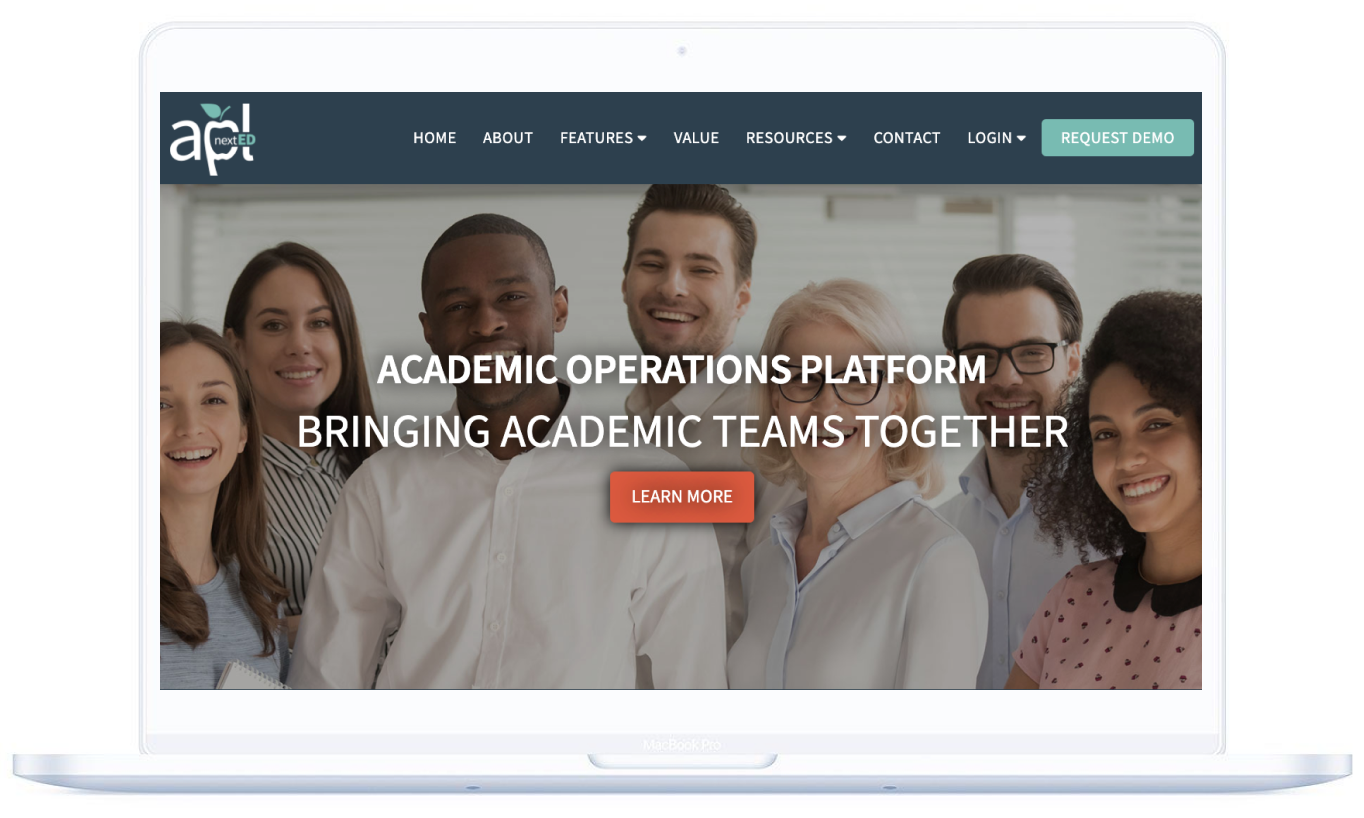 apl
nextED
HOME ABOUT FEATURES VALUE RESOURCES CONTACT LOGIN REQUEST DEMO
ACADEMIC OPERATIONS PLATFORM
BRINGING ACADEMIC TEAMS TOGETHER
LEARN MORE
MacBook Pro